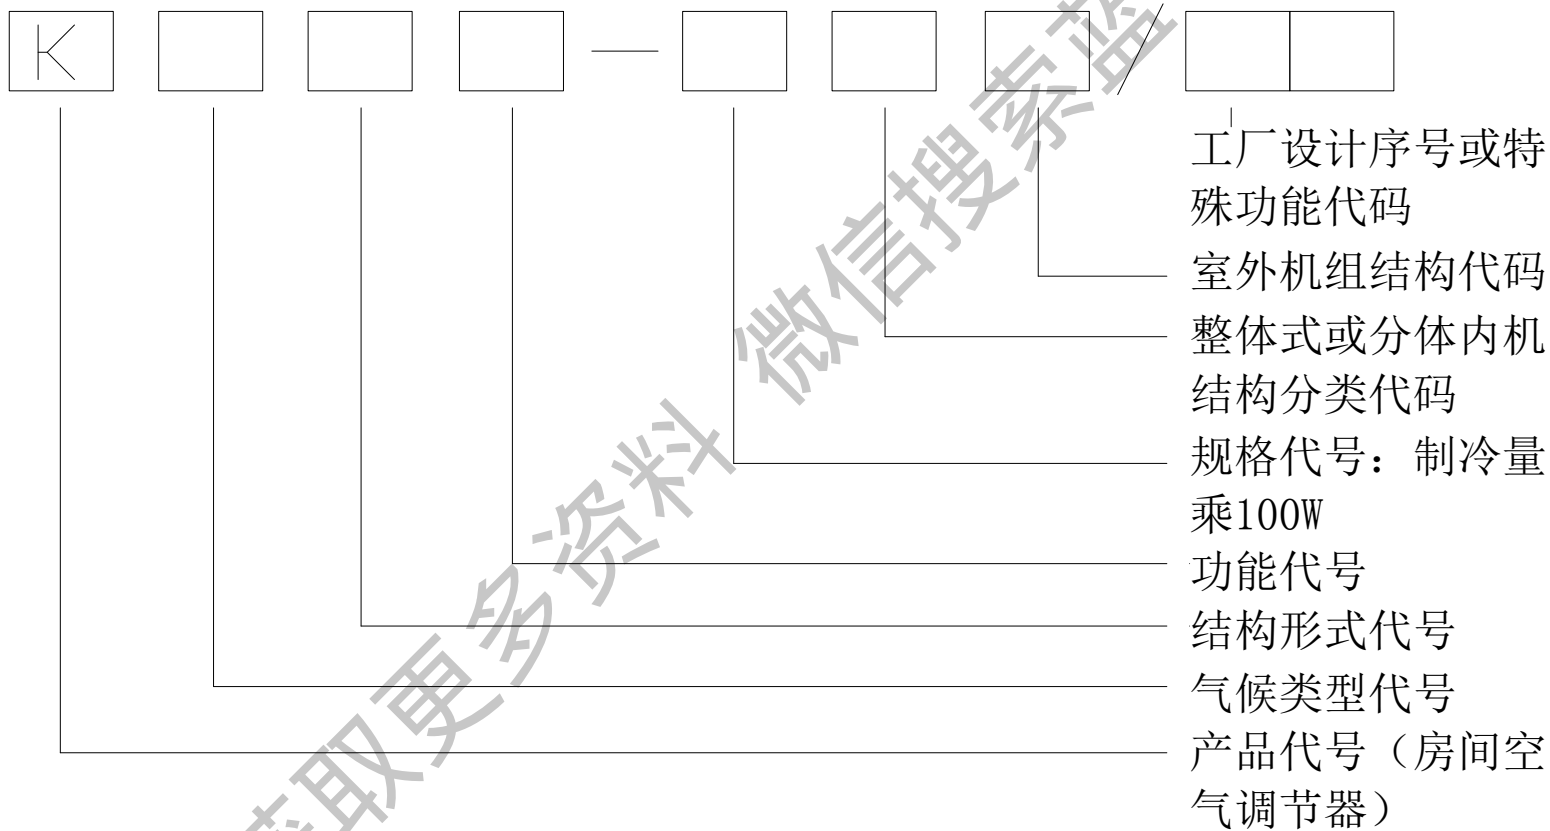 K — /
工厂设计序号或特
殊功能代码
室外机组结构代码
整体式或分体内机
结构分类代码
规格代号：制冷量
乘100W
功能代号
结构形式代号
气候类型代号
产品代号（房间空
气调节器）
获取更多资料 微信搜索蓝